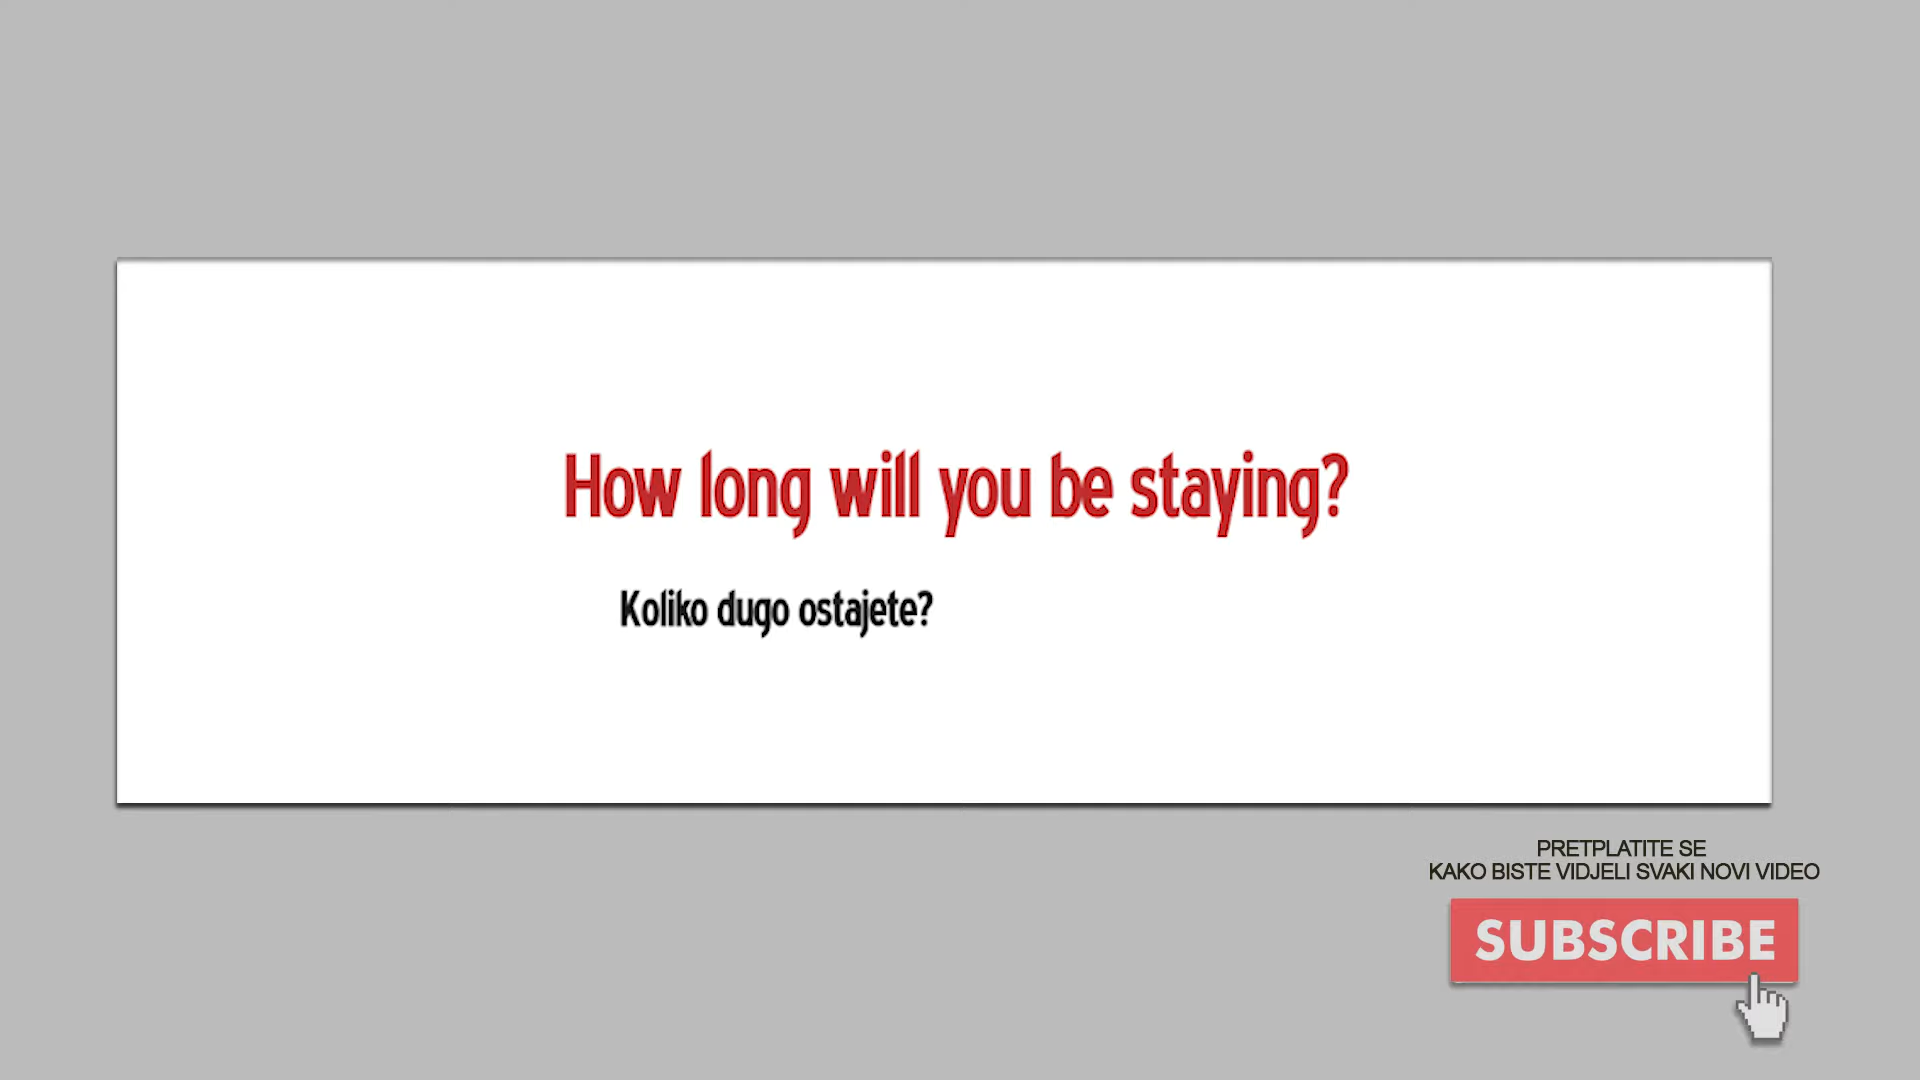 How long will you be staying?
Koliko dugo ostajete?
PRETPLATITE SE
KAKO BISTE VIDJELI SVAKI NOVI VIDEO
SUBSCRIBE